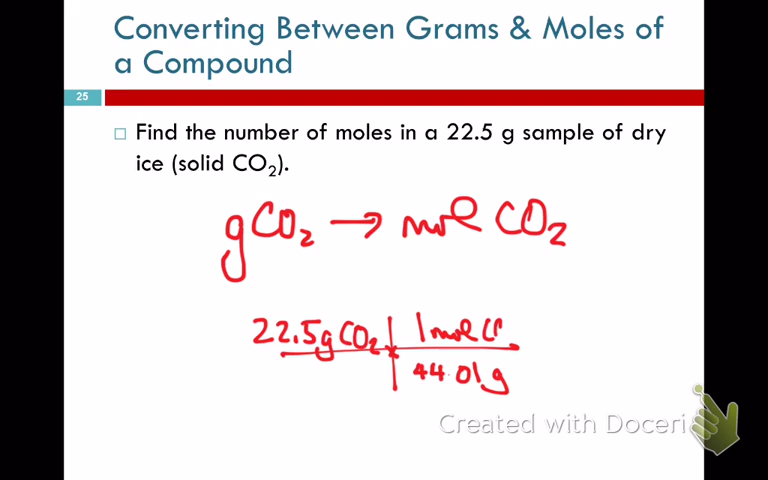 Converting Between Grams & Moles of
a Compound
25
Find the number of moles in a 22.5 g sample of dry
ice (solid CO₂).
g CO₂ → mol CO₂
22.5 g CO₂ 1 mol C
44.01 g
Created with Doceri